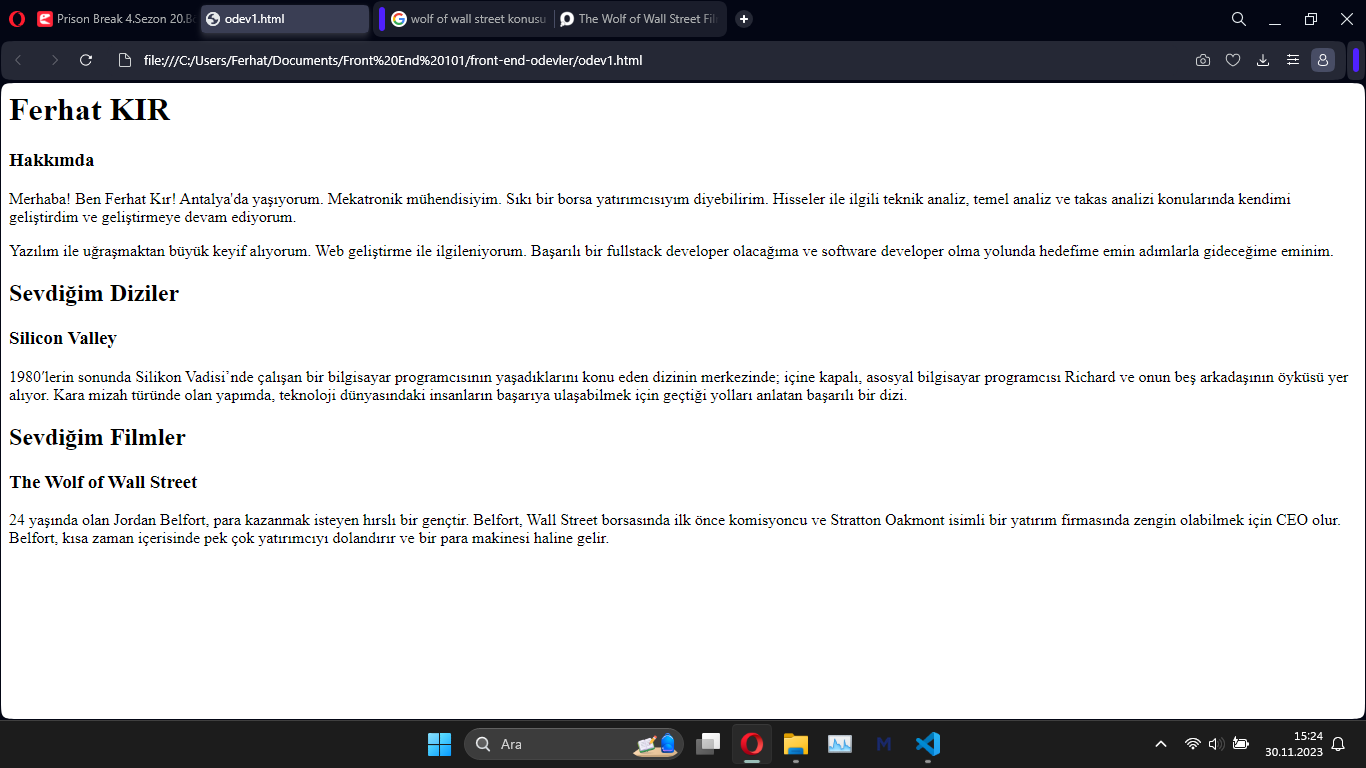 Prison Break 4.Sezon 20.B
odev1.html
wolf of wall street konusu
The Wolf of Wall Street Fil
file:///C:/Users/Ferhat/Documents/Front%20End%20101/front-end-odevler/odev1.html
Ferhat KIR
Hakkımda
Merhaba! Ben Ferhat Kır! Antalya'da yaşıyorum. Mekatronik mühendisiyim. Sıkı bir borsa yatırımcısıyım diyebilirim. Hisseler ile ilgili teknik analiz, temel analiz ve takas analizi konularında kendimi
geliştirdim ve geliştirmeye devam ediyorum.
Yazılım ile uğraşmaktan büyük keyif alıyorum. Web geliştirme ile ilgileniyorum. Başarılı bir fullstack developer olacağıma ve software developer olma yolunda hedefime emin adımlarla gideceğime eminim.
Sevdiğim Diziler
Silicon Valley
1980'lerin sonunda Silikon Vadisi’nde çalışan bir bilgisayar programcısının yaşadıklarını konu eden dizinin merkezinde; içine kapalı, asosyal bilgisayar programcısı Richard ve onun beş arkadaşının öyküsü yer
alıyor. Kara mizah türünde olan yapımda, teknoloji dünyasındaki insanların başarıya ulaşabilmek için geçtiği yolları anlatan başarılı bir dizi.
Sevdiğim Filmler
The Wolf of Wall Street
24 yaşında olan Jordan Belfort, para kazanmak isteyen hırslı bir gençtir. Belfort, Wall Street borsasında ilk önce komisyoncu ve Stratton Oakmont isimli bir yatırım firmasında zengin olabilmek için CEO olur.
Belfort, kısa zaman içerisinde pek çok yatırımcıyı dolandırır ve bir para makinesi haline gelir.
Ara
15:24
30.11.2023